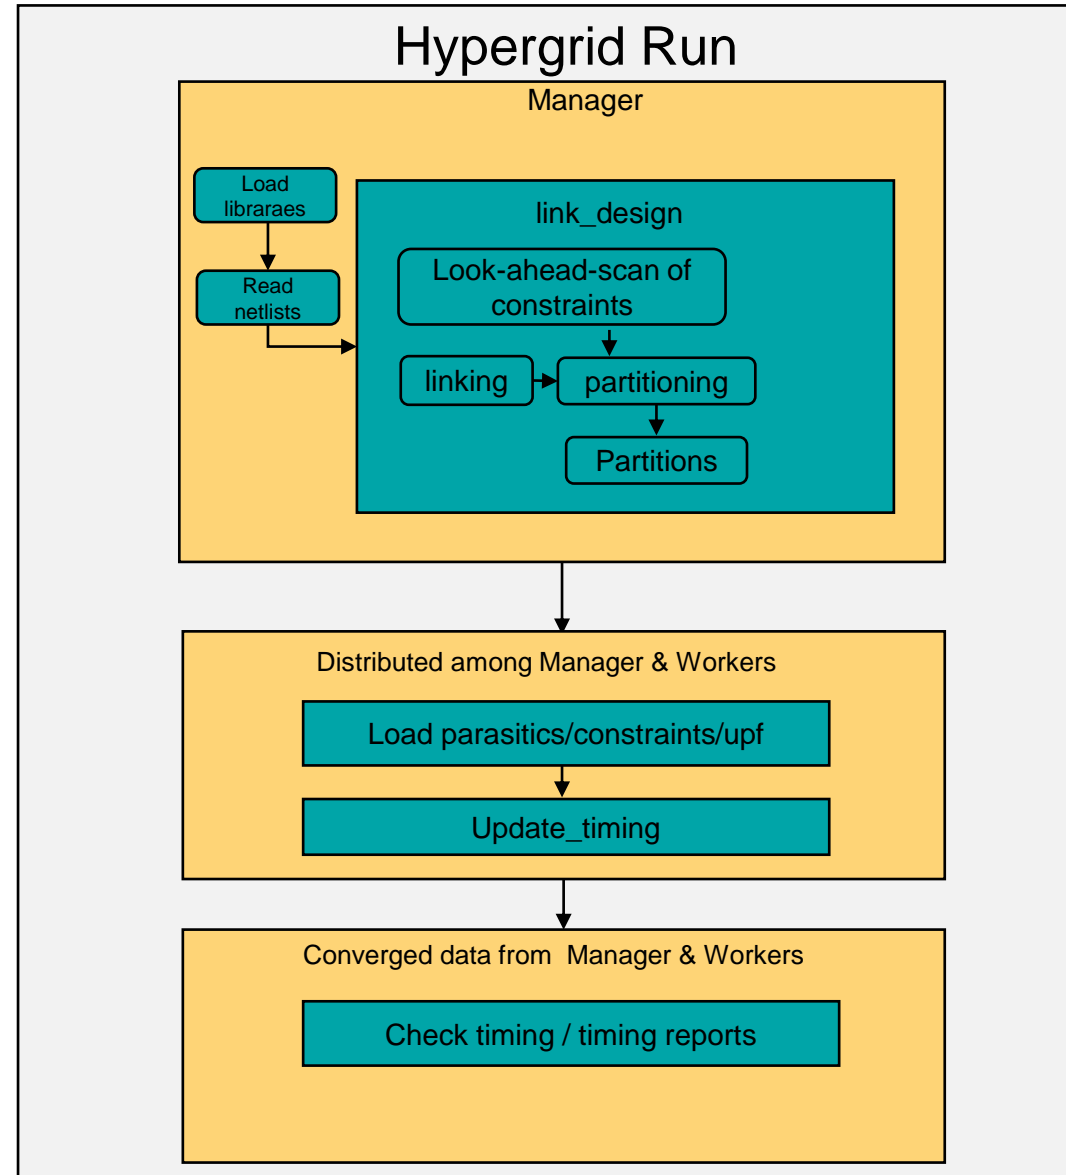 Hypergrid Run
Manager
Load
libraraes
Read
netlists
link_design
Look-ahead-scan of
constraints
linking
partitioning
Partitions
Distributed among Manager & Workers
Load parasitics/constraints/upf
Update_timing
Converged data from  Manager & Workers
Check timing / timing reports